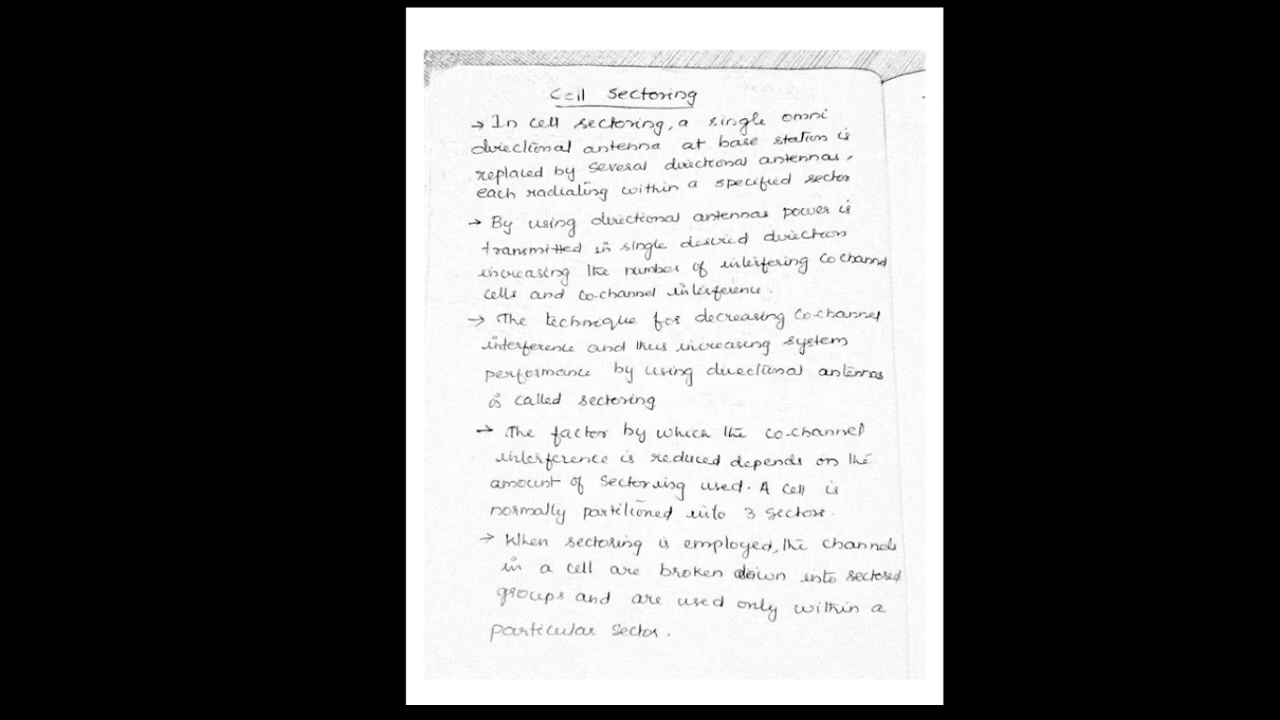 Cell Sectoring
→ In cell sectoring, a single omni
directional antenna at base station is
replaced by several directional antennas,
each radiating within a specified sector
→ By using directional antennas power is
transmitted in single desired direction
increasing the number of interfering co channel
cells and co-channel interference.
→ The technique for decreasing co-channel
interference and thus increasing system
performance by using directional antennas
is called sectoring
→ The factor by which the co-channel
interference is reduced depends on the
amount of sectoring used. A cell is
normally partitioned into 3 sectors.
→ When sectoring is employed, the channels
in a cell are broken down into sectored
groups and are used only within a
particular sector.